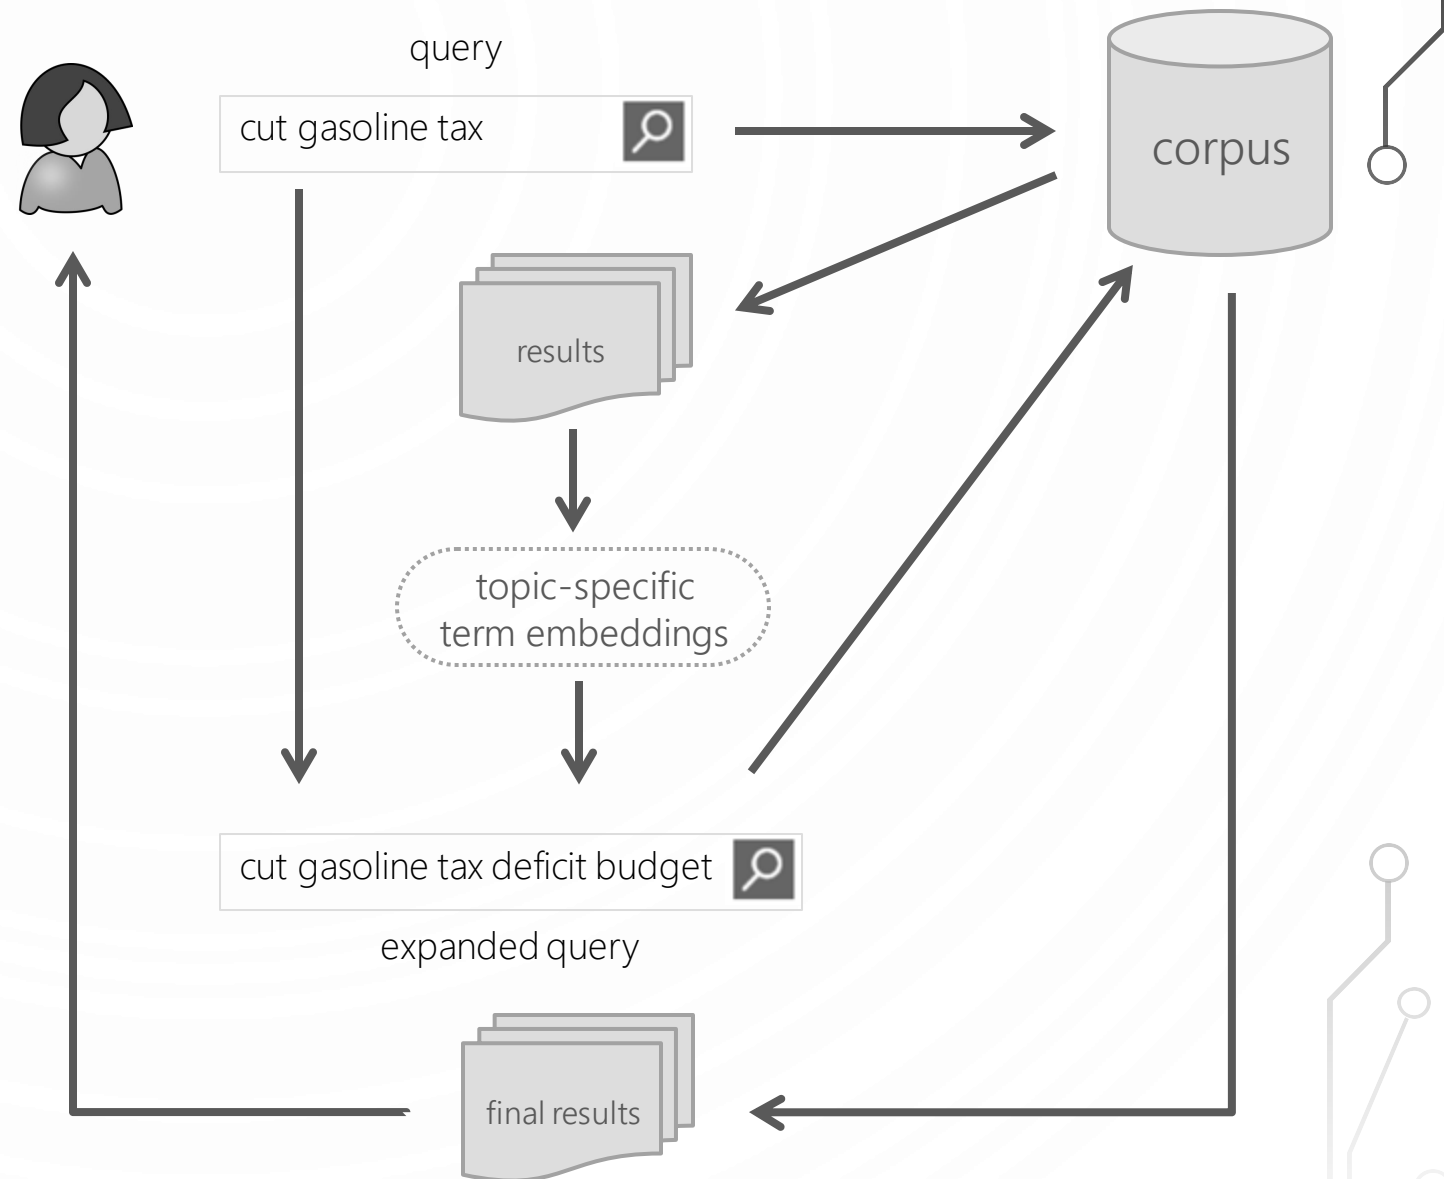 query
cut gasoline tax
corpus
results
topic-specific
term embeddings
cut gasoline tax deficit budget
expanded query
final results